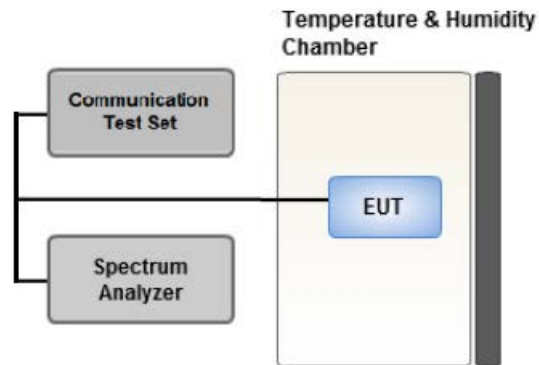 Temperature & Humidity
Chamber
Communication
Test Set
EUT
Spectrum
Analyzer